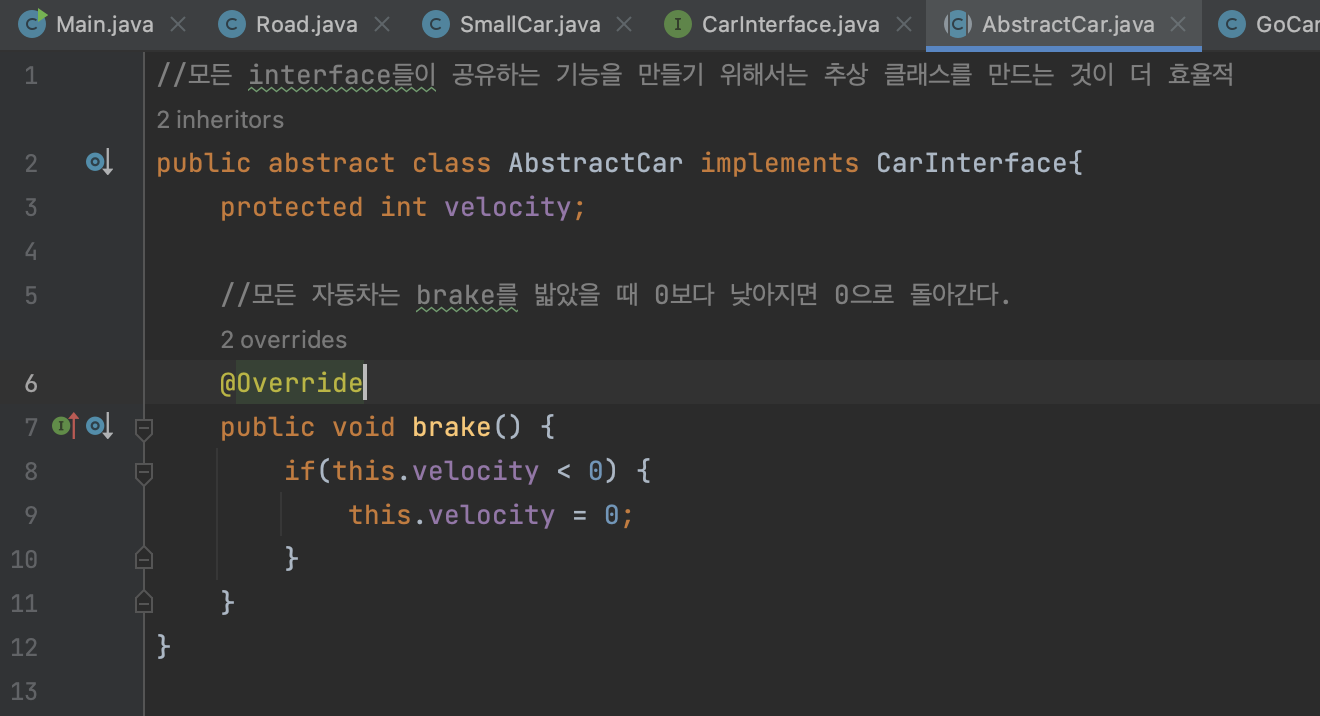 Main.java Road.java SmallCar.java CarInterface.java AbstractCar.java GoCar
1 //모든 interface들이 공유하는 기능을 만들기 위해서는 추상 클래스를 만드는 것이 더 효율적
2 inheritors
2 public abstract class AbstractCar implements CarInterface{
3 protected int velocity;
4
5 //모든 자동차는 brake를 밟았을 때 0보다 낮아지면 0으로 돌아간다.
2 overrides
6 @Override
7 public void brake() {
8 if(this.velocity < 0) {
9 this.velocity = 0;
10 }
11 }
12 }
13